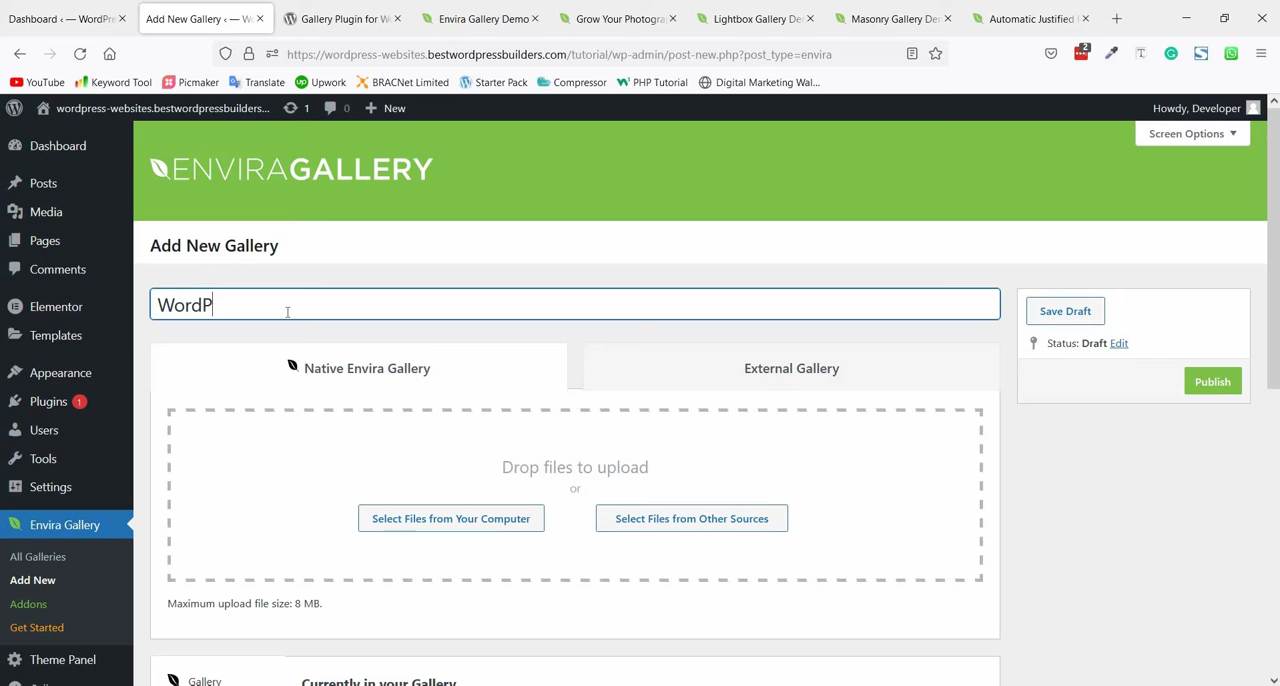 Dashboard ‹ — WordPr
Add New Gallery ‹ — Wo
Gallery Plugin for W
Envira Gallery Demo
Grow Your Photogra
Lightbox Gallery De
Masonry Gallery Dem
Automatic Justified
https://wordpress-websites.bestwordpressbuilders.com/tutorial/wp-admin/post-new.php?post_type=envira
2
YouTube
Keyword Tool
Picmaker
Translate
Upwork
BRACNet Limited
Starter Pack
Compressor
PHP Tutorial
Digital Marketing Wal...
wordpress-websites.bestwordpressbuilders...
1
0
New
Howdy, Developer
Screen Options
ENVIRAGALLERY
Dashboard
Posts
Media
Pages
Comments
Elementor
Templates
Appearance
Plugins 1
Users
Tools
Settings
Envira Gallery
All Galleries
Add New
Addons
Get Started
Theme Panel
Add New Gallery
WordP
Native Envira Gallery
External Gallery
Drop files to upload
or
Select Files from Your Computer
Select Files from Other Sources
Maximum upload file size: 8 MB.
Gallery
Currently in your Gallery
Save Draft
Status: Draft Edit
Publish